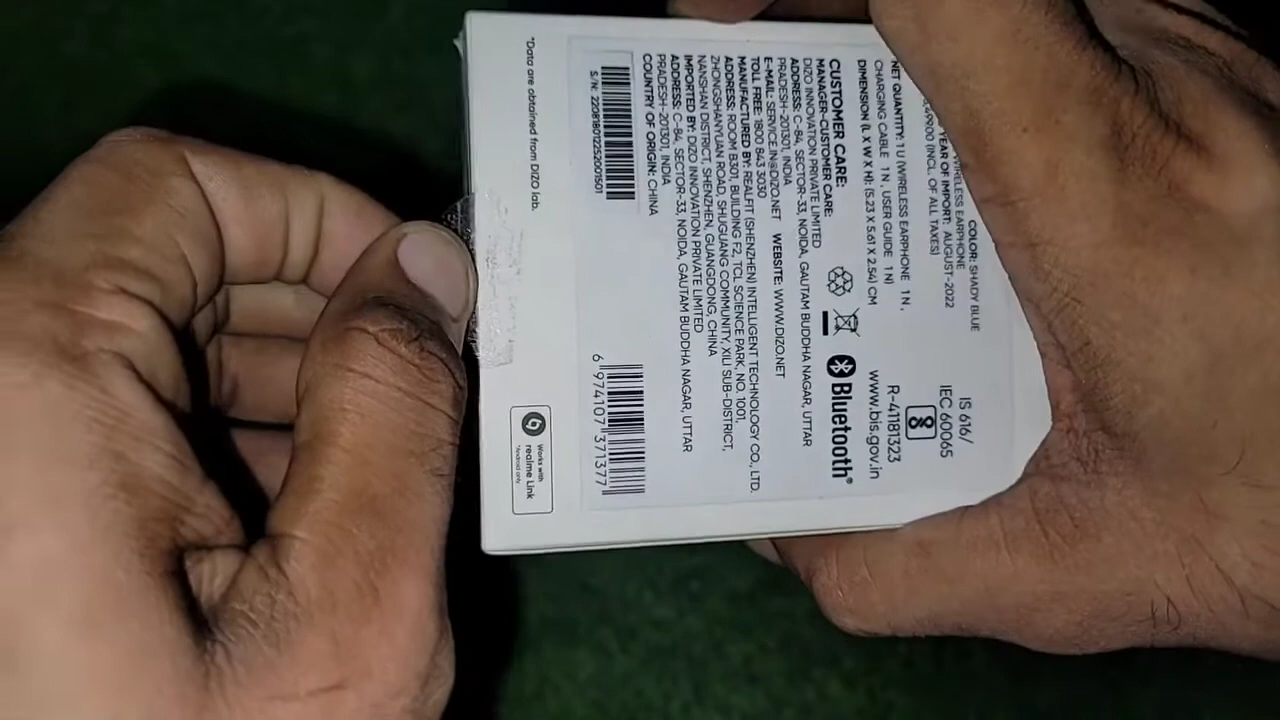 COLOR: SHADY BLUE
WIRELESS EARPHONE
YEAR OF IMPORT: AUGUST-2022
(INCL. OF ALL TAXES)
NET QUANTITY: 1 U WIRELESS EARPHONE 1 N,
CHARGING CABLE 1 N, USER GUIDE 1 N)
DIMENSION (L X W X H): (5.23 X 5.61 X 2.54) CM
IS 616/
IEC 60065
R-41181323
www.bis.gov.in
Bluetooth®
CUSTOMER CARE:
MANAGER-CUSTOMER CARE:
DIZO INNOVATION PRIVATE LIMITED
ADDRESS: C-84, SECTOR-33, NOIDA, GAUTAM BUDDHA NAGAR, UTTAR
PRADESH-201301, INDIA
E-MAIL: SERVICE.IN@DIZO.NET WEBSITE: WWW.DIZO.NET
TOLL FREE: 1800 843 3030
MANUFACTURED BY: REALFIT (SHENZHEN) INTELLIGENT TECHNOLOGY CO., LTD.
ADDRESS: ROOM B301, BUILDING F2, TCL SCIENCE PARK, NO. 1001,
ZHONGSHANYUAN ROAD, SHUGUANG COMMUNITY, XILI SUB-DISTRICT,
NANSHAN DISTRICT, SHENZHEN, GUANGDONG, CHINA
IMPORTED BY: DIZO INNOVATION PRIVATE LIMITED
ADDRESS: C-84, SECTOR-33, NOIDA, GAUTAM BUDDHA NAGAR, UTTAR
PRADESH-201301, INDIA
COUNTRY OF ORIGIN: CHINA
S/N: 220818012252001501
6 974107 371377
*Data are obtained from DIZO lab.
Works with
realme Link
*Android only